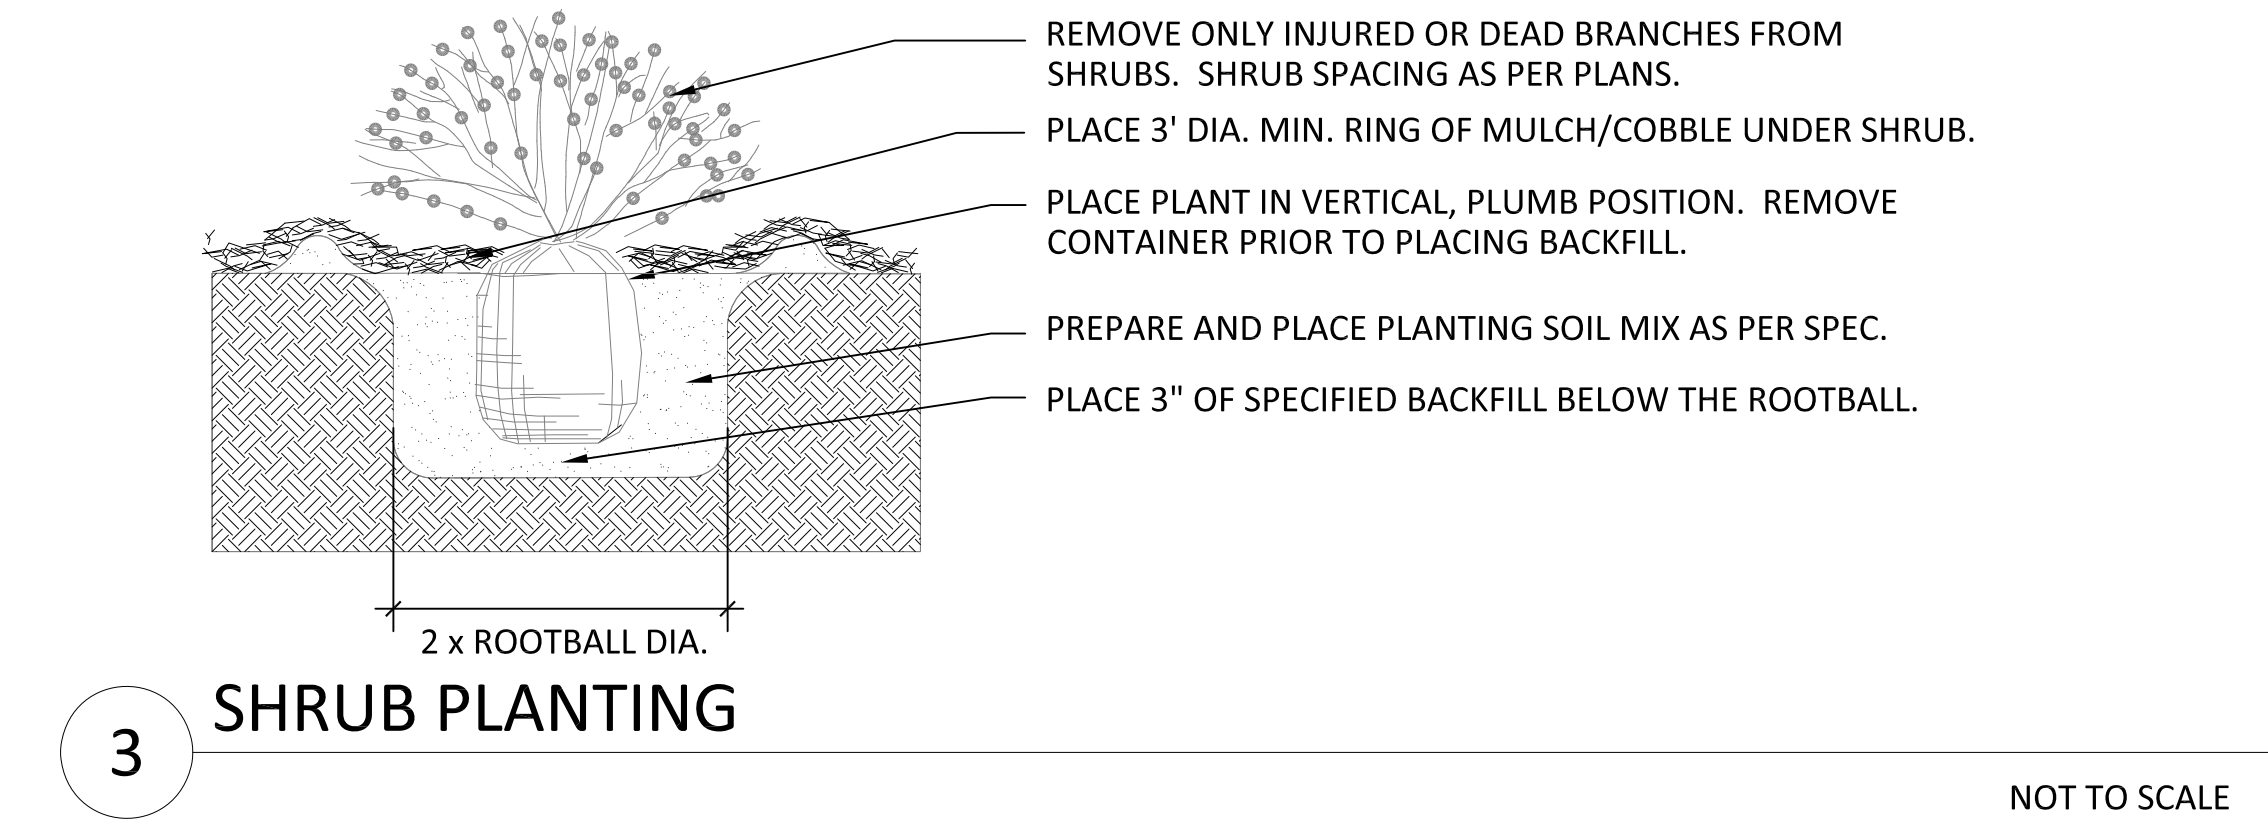 REMOVE ONLY INJURED OR DEAD BRANCHES FROM
SHRUBS.  SHRUB SPACING AS PER PLANS.
PLACE 3' DIA. MIN. RING OF MULCH/COBBLE UNDER SHRUB.
PLACE PLANT IN VERTICAL, PLUMB POSITION.  REMOVE
CONTAINER PRIOR TO PLACING BACKFILL.
PREPARE AND PLACE PLANTING SOIL MIX AS PER SPEC.
PLACE 3" OF SPECIFIED BACKFILL BELOW THE ROOTBALL.
2 x ROOTBALL DIA.
SHRUB PLANTING
3
NOT TO SCALE